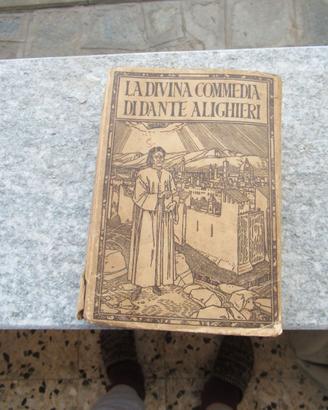 LA DIVINA COMMEDIA
DI DANTE ALIGHIERI